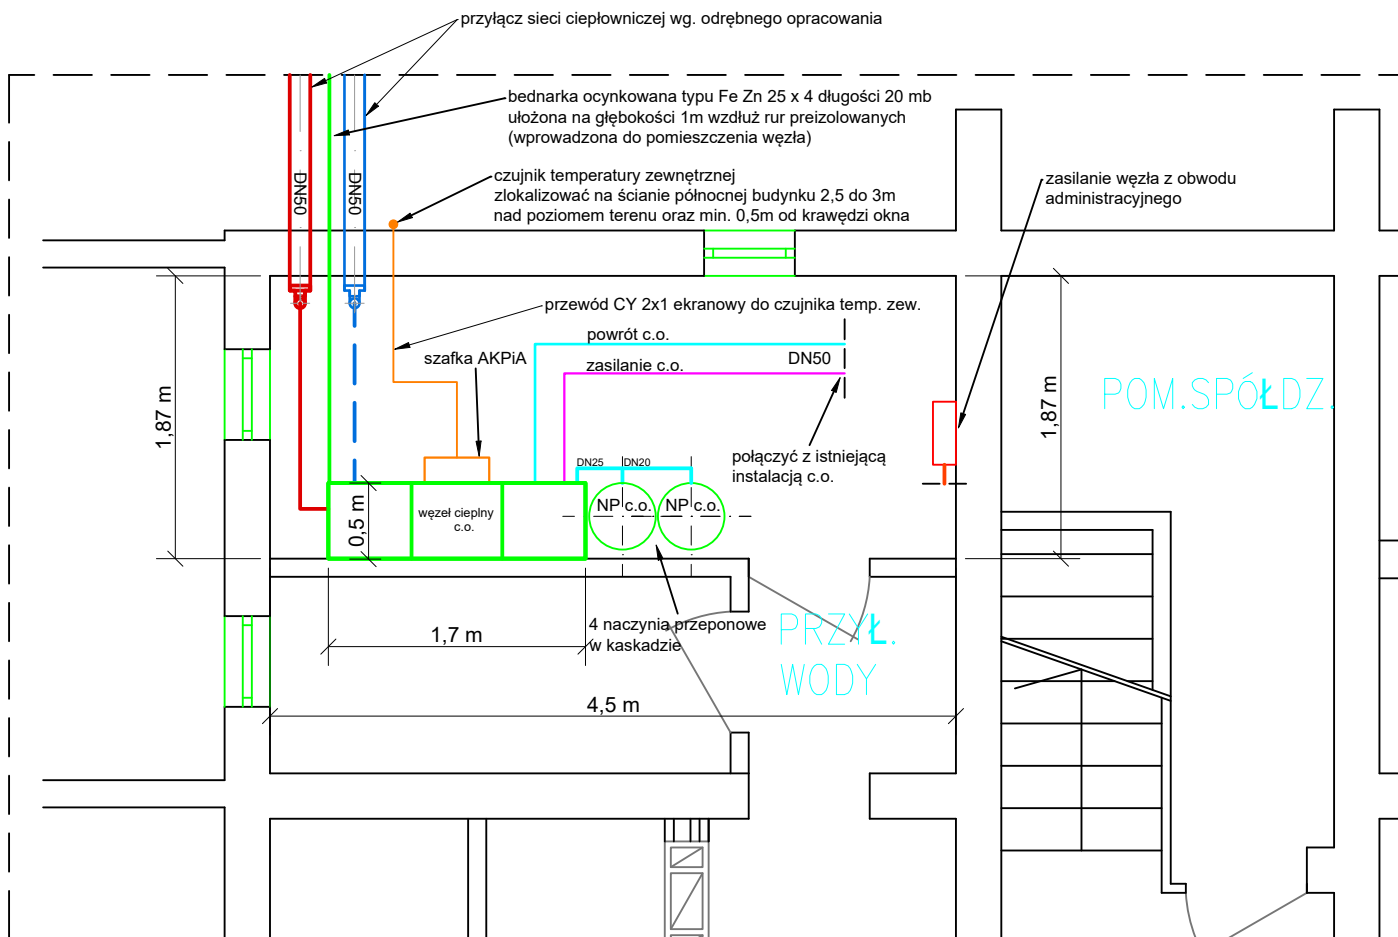 przyłącz sieci ciepłowniczej wg. odrębnego opracowania
bednarka ocynkowana typu Fe Zn 25 x 4 długości 20 mb
ułożona na głębokości 1m wzdłuż rur preizolowanych
(wprowadzona do pomieszczenia węzła)
DN50
DN50
czujnik temperatury zewnętrznej
zlokalizować na ścianie północnej budynku 2,5 do 3m
nad poziomem terenu oraz min. 0,5m od krawędzi okna
zasilanie węzła z obwodu
administracyjnego
przewód CY 2x1 ekranowy do czujnika temp. zew.
powrót c.o.
szafka AKPiA
zasilanie c.o.
DN50
1,87 m
1,87 m
POM.SPÓŁDZ.
połączyć z istniejącą
instalacją c.o.
DN25
DN20
węzeł cieplny
c.o.
0,5 m
NP c.o.
NP c.o.
1,7 m
4 naczynia przeponowe
w kaskadzie
PRZYŁ.
WODY
4,5 m